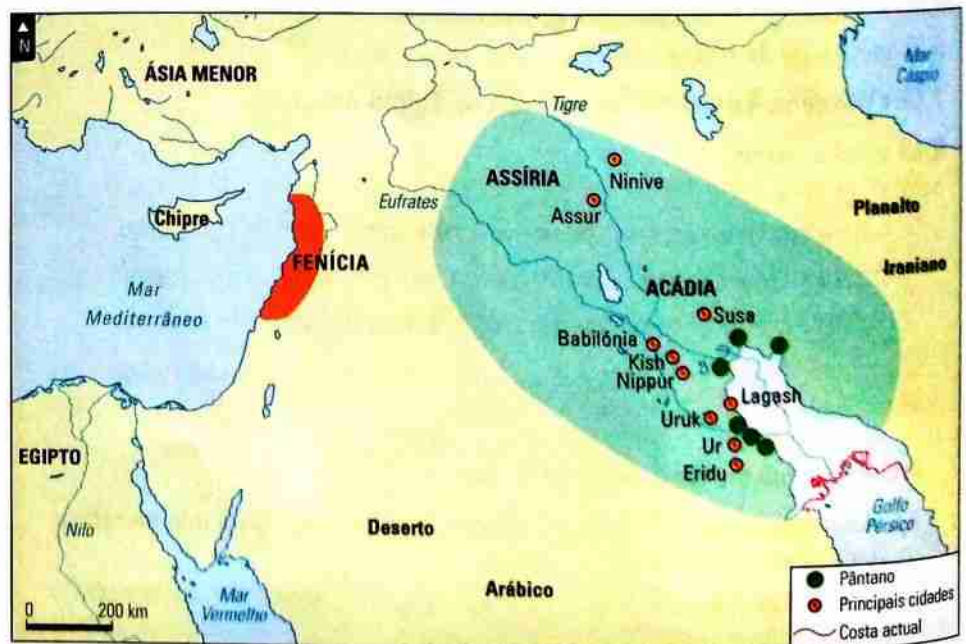 N
ÁSIA MENOR
Mar
Cáspio
Tigre
Ninive
ASSÍRIA
Assur
Eufrates
Chipre
Planalto
Iraniano
FENÍCIA
Mar
Mediterrâneo
ACÁDIA
Susa
Babilónia
Kish
Nippur
Lagash
Uruk
Ur
Eridu
EGIPTO
Nilo
Deserto
Arábico
Mar
Vermelho
Golfo
Pérsico
0 200 km
Pântano
Principais cidades
Costa actual